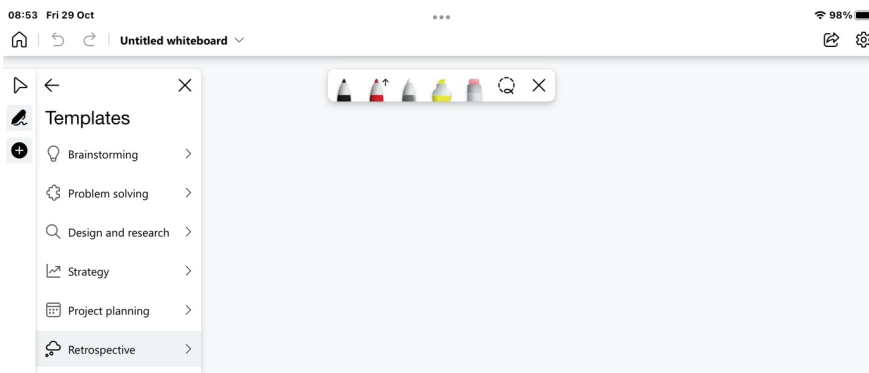 08:53 Fri 29 Oct
98%
Untitled whiteboard
Templates
Brainstorming
Problem solving
Design and research
Strategy
Project planning
Retrospective